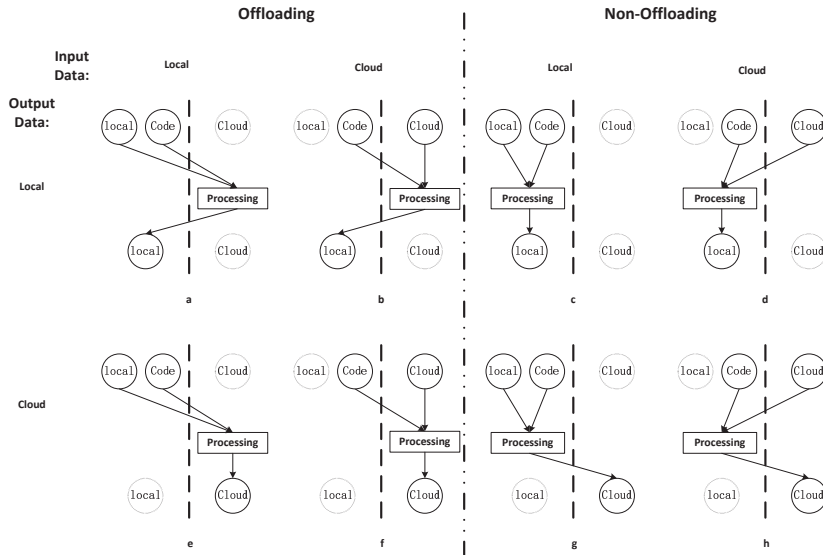 Offloading Non-Offloading
Input
Data:
Local Cloud Local Cloud
Output
Data:
local Code Cloud local Code Cloud local Code Cloud local Code Cloud
Local
Processing Processing Processing Processing
local Cloud local Cloud local Cloud local Cloud
a b c d
local Code Cloud local Code Cloud local Code Cloud local Code Cloud
Cloud
Processing Processing Processing Processing
local Cloud local Cloud local Cloud local Cloud
e f g h